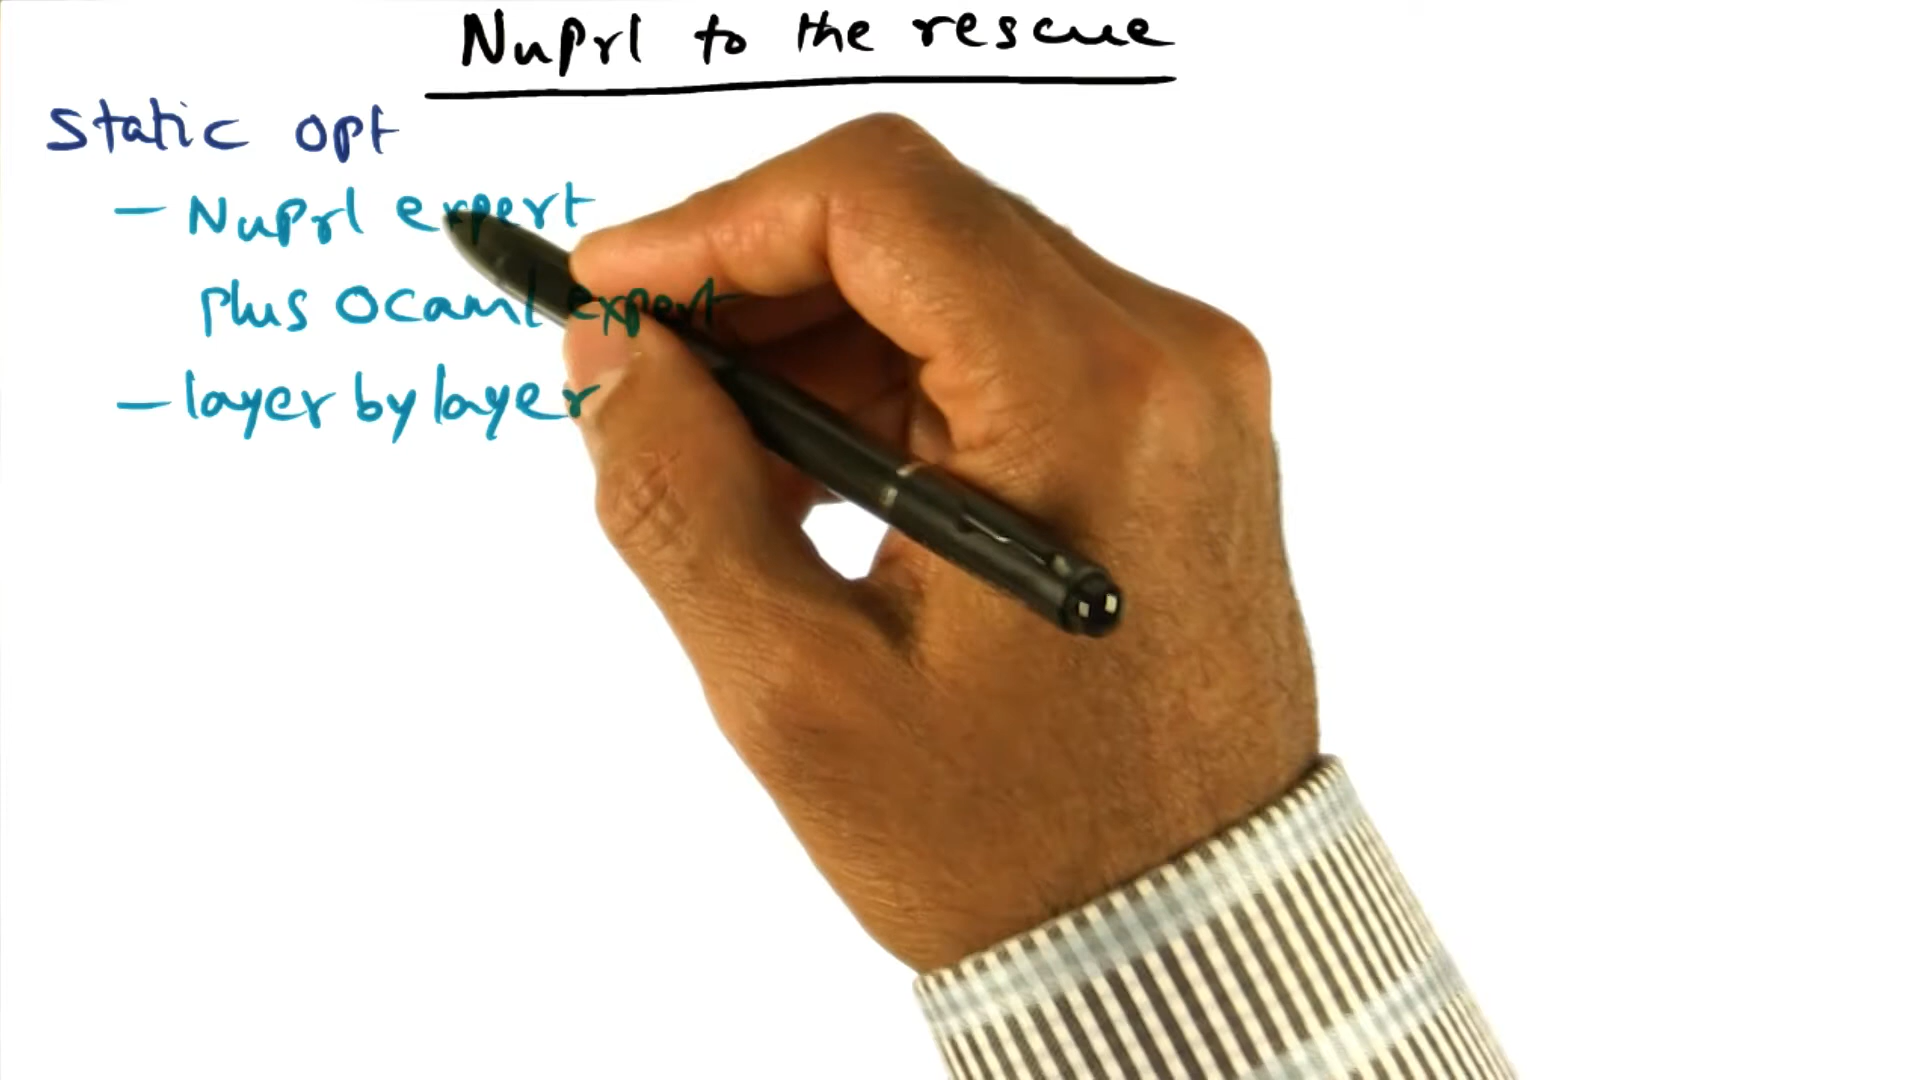 NuPrl to the rescue
Static opt
- NuPrl expert
plus Ocaml expert
- layer by layer